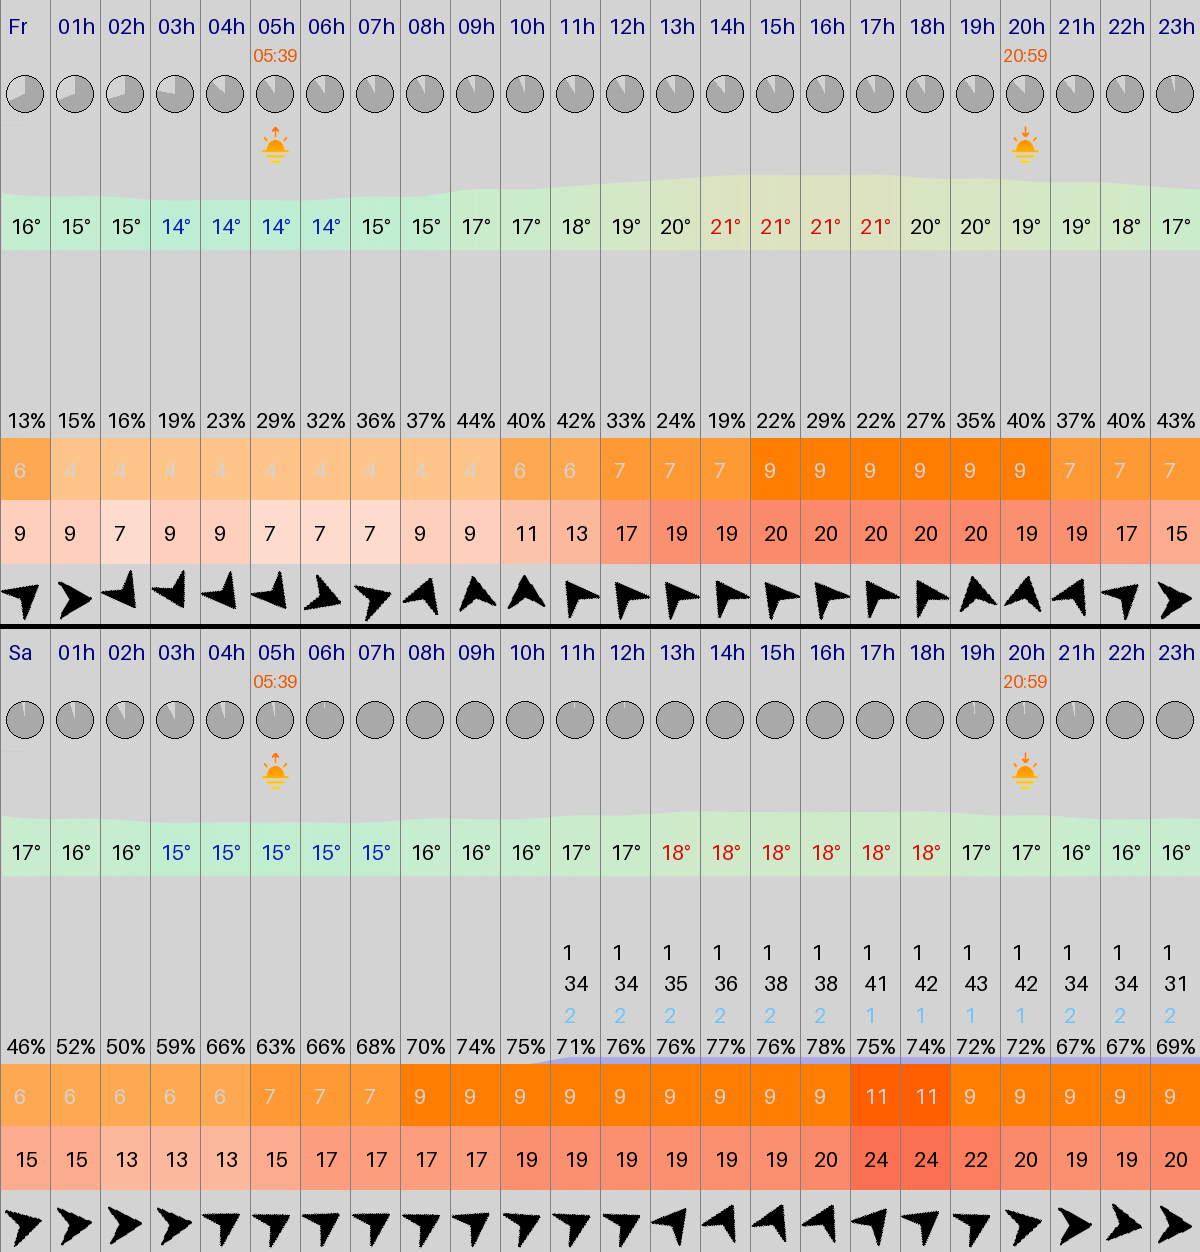 Fr 01h 02h 03h 04h 05h 06h 07h 08h 09h 10h 11h 12h 13h 14h 15h 16h 17h 18h 19h 20h 21h 22h 23h
05:39 20:59
16° 15° 15° 14° 14° 14° 14° 15° 15° 17° 17° 18° 19° 20° 21° 21° 21° 21° 20° 20° 19° 19° 18° 17°
13% 15% 16% 19% 23% 29% 32% 36% 37% 44% 40% 42% 33% 24% 19% 22% 29% 22% 27% 35% 40% 37% 40% 43%
6 4 4 4 4 4 4 4 4 4 6 6 7 7 7 9 9 9 9 9 9 7 7 7
9 9 7 9 9 7 7 7 9 9 11 13 17 19 19 20 20 20 20 20 19 19 17 15
Sa 01h 02h 03h 04h 05h 06h 07h 08h 09h 10h 11h 12h 13h 14h 15h 16h 17h 18h 19h 20h 21h 22h 23h
05:39 20:59
17° 16° 16° 15° 15° 15° 15° 15° 16° 16° 16° 17° 17° 18° 18° 18° 18° 18° 18° 17° 17° 16° 16° 16°
1 1 1 1 1 1 1 1 1 1 1 1 1
34 34 35 36 38 38 41 42 43 42 34 34 31
2 2 2 2 2 2 1 1 1 1 2 2 2
46% 52% 50% 59% 66% 63% 66% 68% 70% 74% 75% 71% 76% 76% 77% 76% 78% 75% 74% 72% 72% 67% 67% 69%
6 6 6 6 6 7 7 7 9 9 9 9 9 9 9 9 9 11 11 9 9 9 9 9
15 15 13 13 13 15 17 17 17 17 19 19 19 19 19 19 20 24 24 22 20 19 19 20